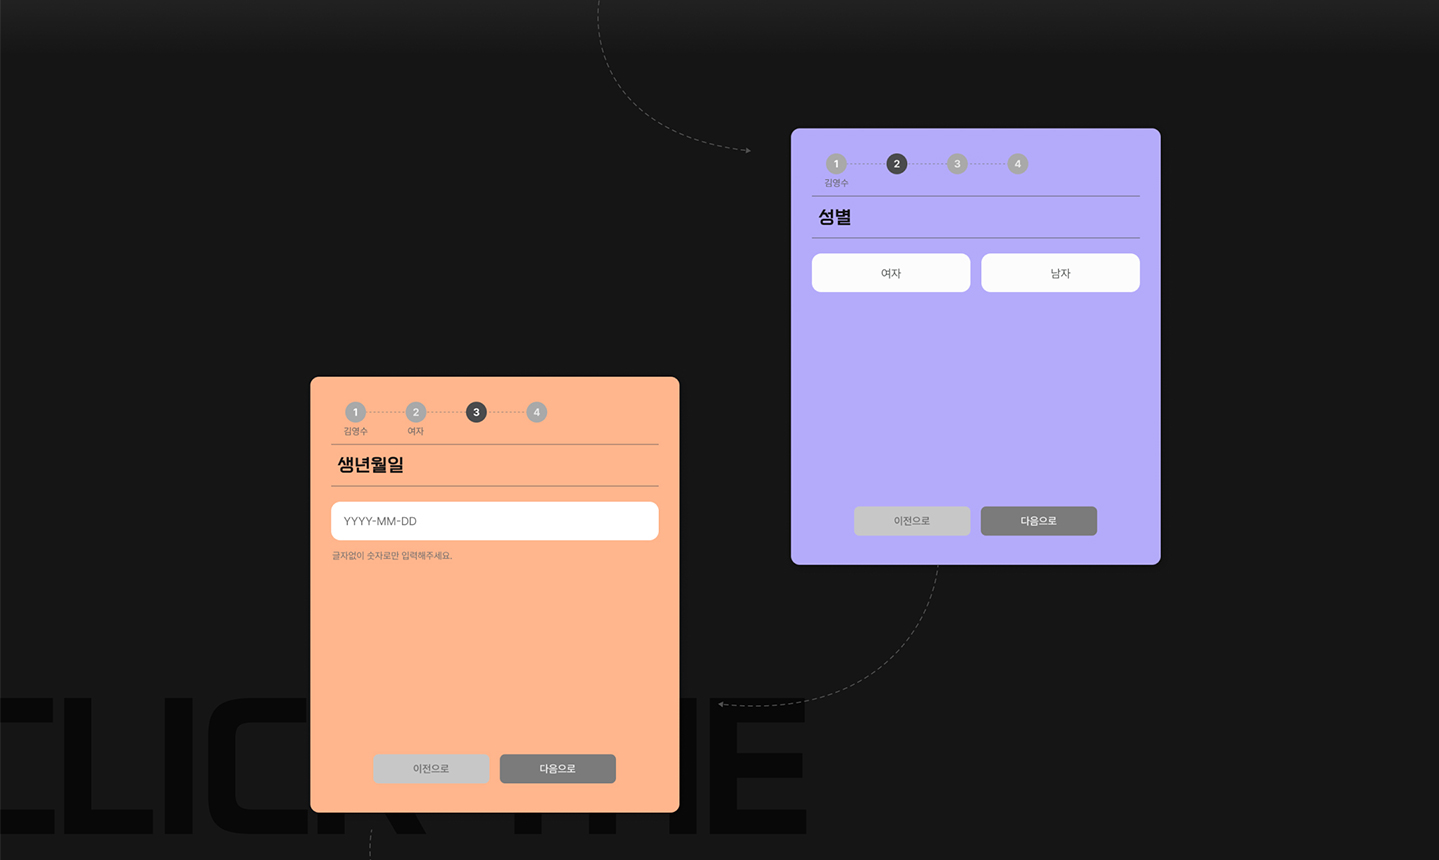 1 2 3 4
김영수
성별
여자 남자
이전으로 다음으로
1 2 3 4
김영수 여자
생년월일
YYYY-MM-DD
글자없이 숫자로만 입력해주세요.
이전으로 다음으로
CLICK THE